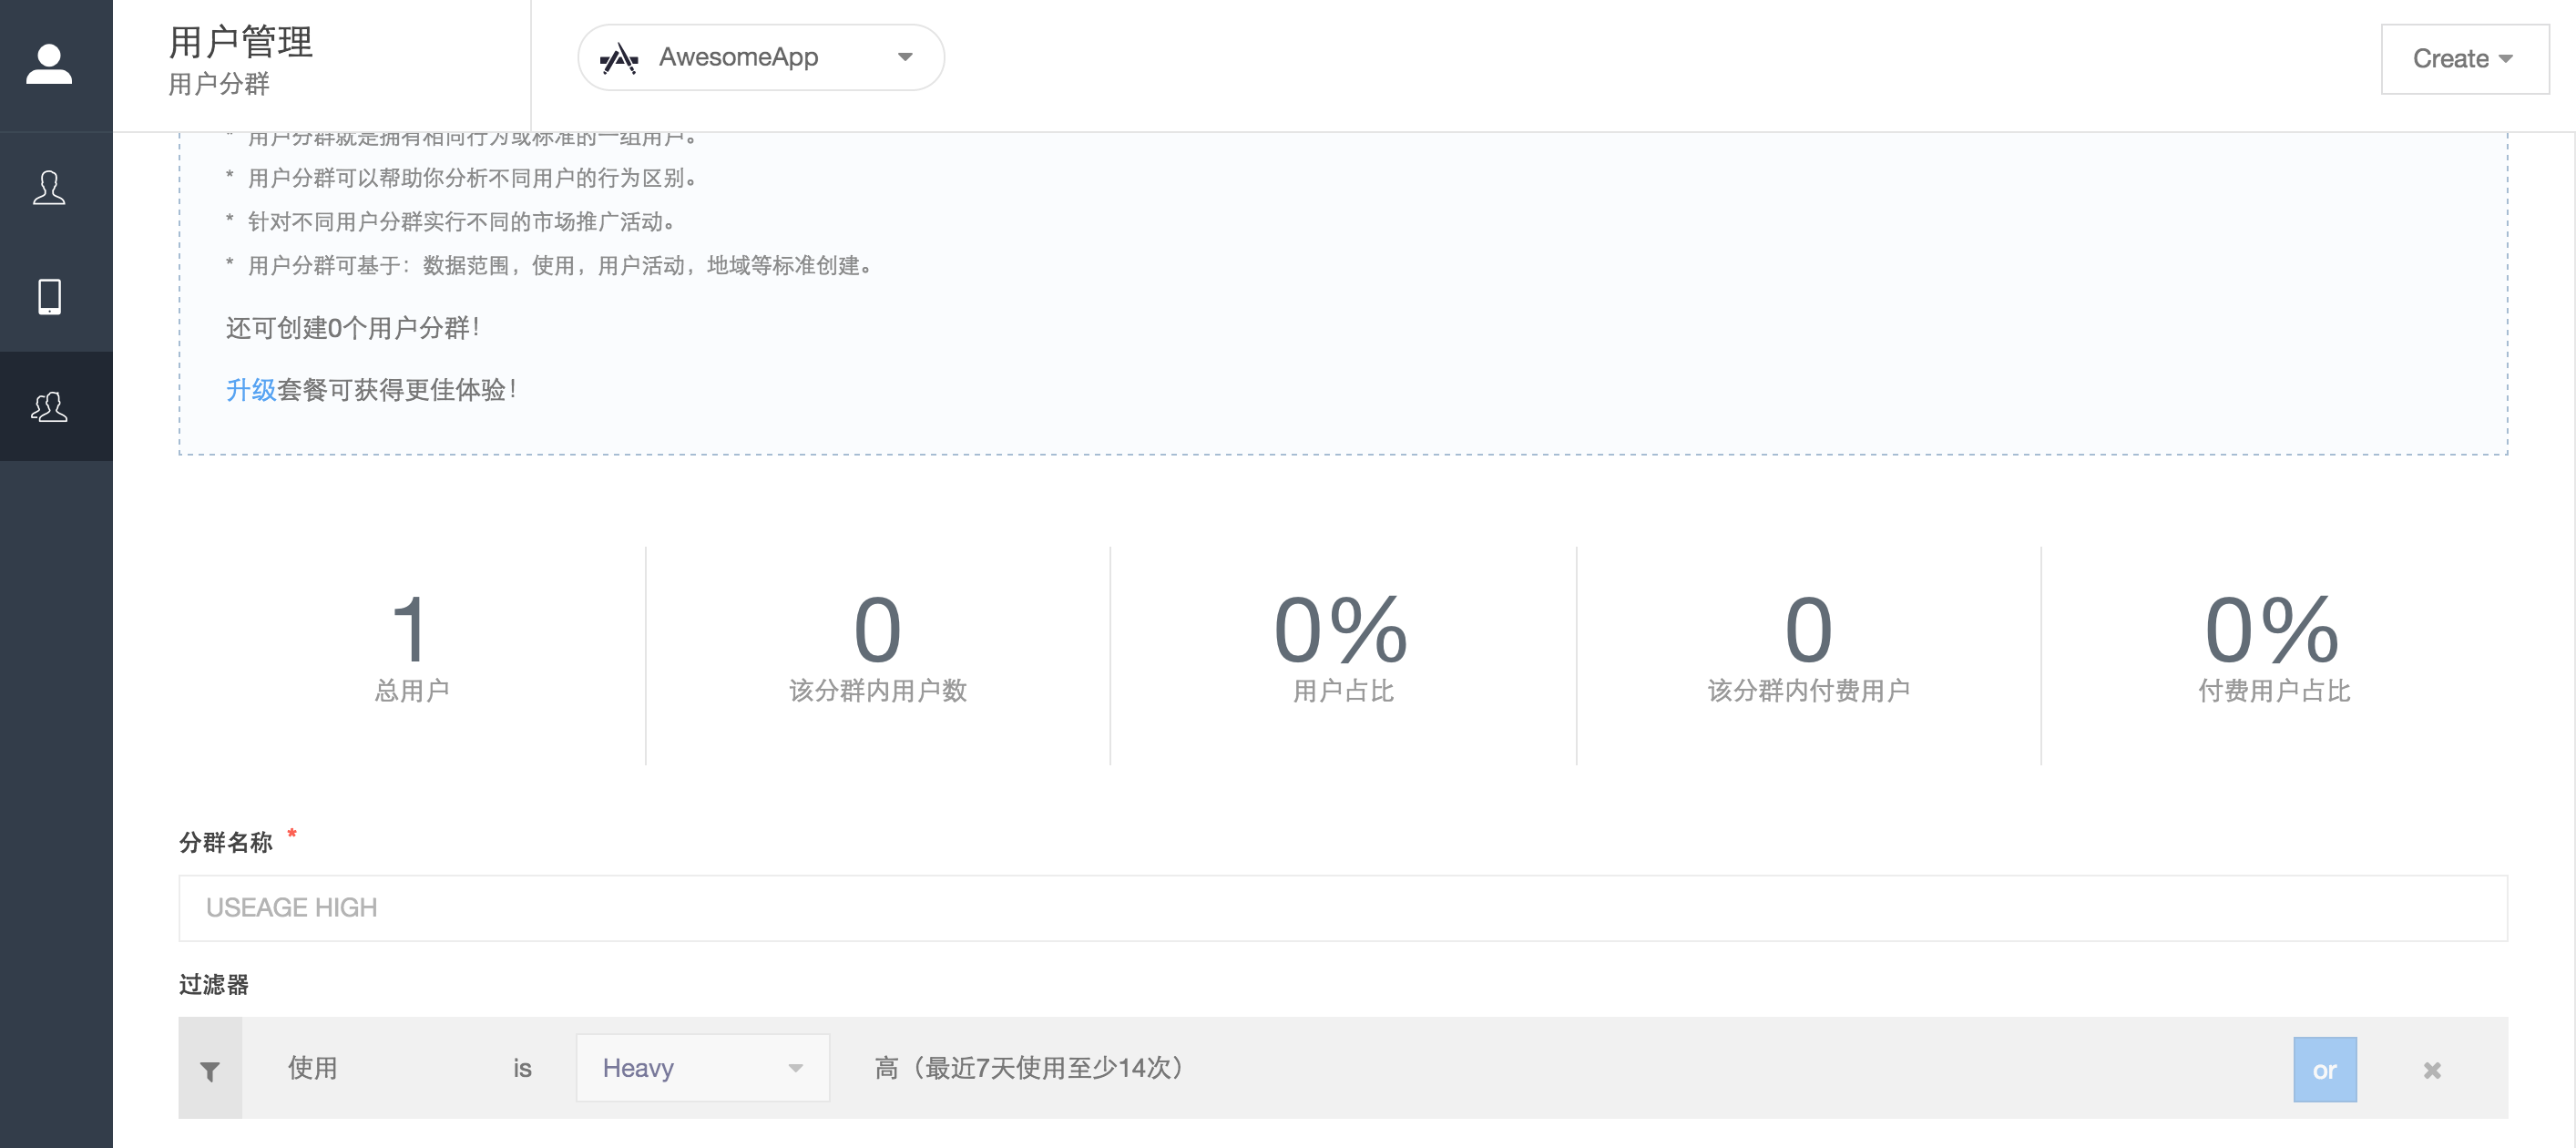 用户管理
用户分群
AwesomeApp
Create
* 用户分群就是拥有相同行为或标准的一组用户。
* 用户分群可以帮助你分析不同用户的行为区别。
* 针对不同用户分群实行不同的市场推广活动。
* 用户分群可基于：数据范围，使用，用户活动，地域等标准创建。
还可创建0个用户分群！
升级套餐可获得更佳体验！
1
总用户
0
该分群内用户数
0%
用户占比
0
该分群内付费用户
0%
付费用户占比
分群名称 *
USEAGE HIGH
过滤器
使用 is Heavy 高（最近7天使用至少14次） or